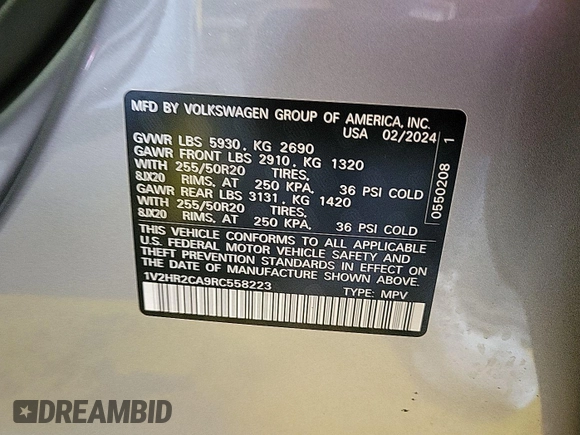 MFD BY VOLKSWAGEN GROUP OF AMERICA, INC.
USA 02/2024
GVWR LBS 5930, KG 2690
GAWR FRONT LBS 2910, KG 1320
WITH 255/50R20 TIRES,
8JX20 RIMS, AT 250 KPA, 36 PSI COLD
GAWR REAR LBS 3131, KG 1420
WITH 255/50R20 TIRES,
8JX20 RIMS, AT 250 KPA, 36 PSI COLD
THIS VEHICLE CONFORMS TO ALL APPLICABLE
U.S. FEDERAL MOTOR VEHICLE SAFETY AND
THEFT PREVENTION STANDARDS IN EFFECT ON
THE DATE OF MANUFACTURE SHOWN ABOVE.
1V2HR2CA9RC558223
TYPE: MPV
0550208 1
DREAMBID